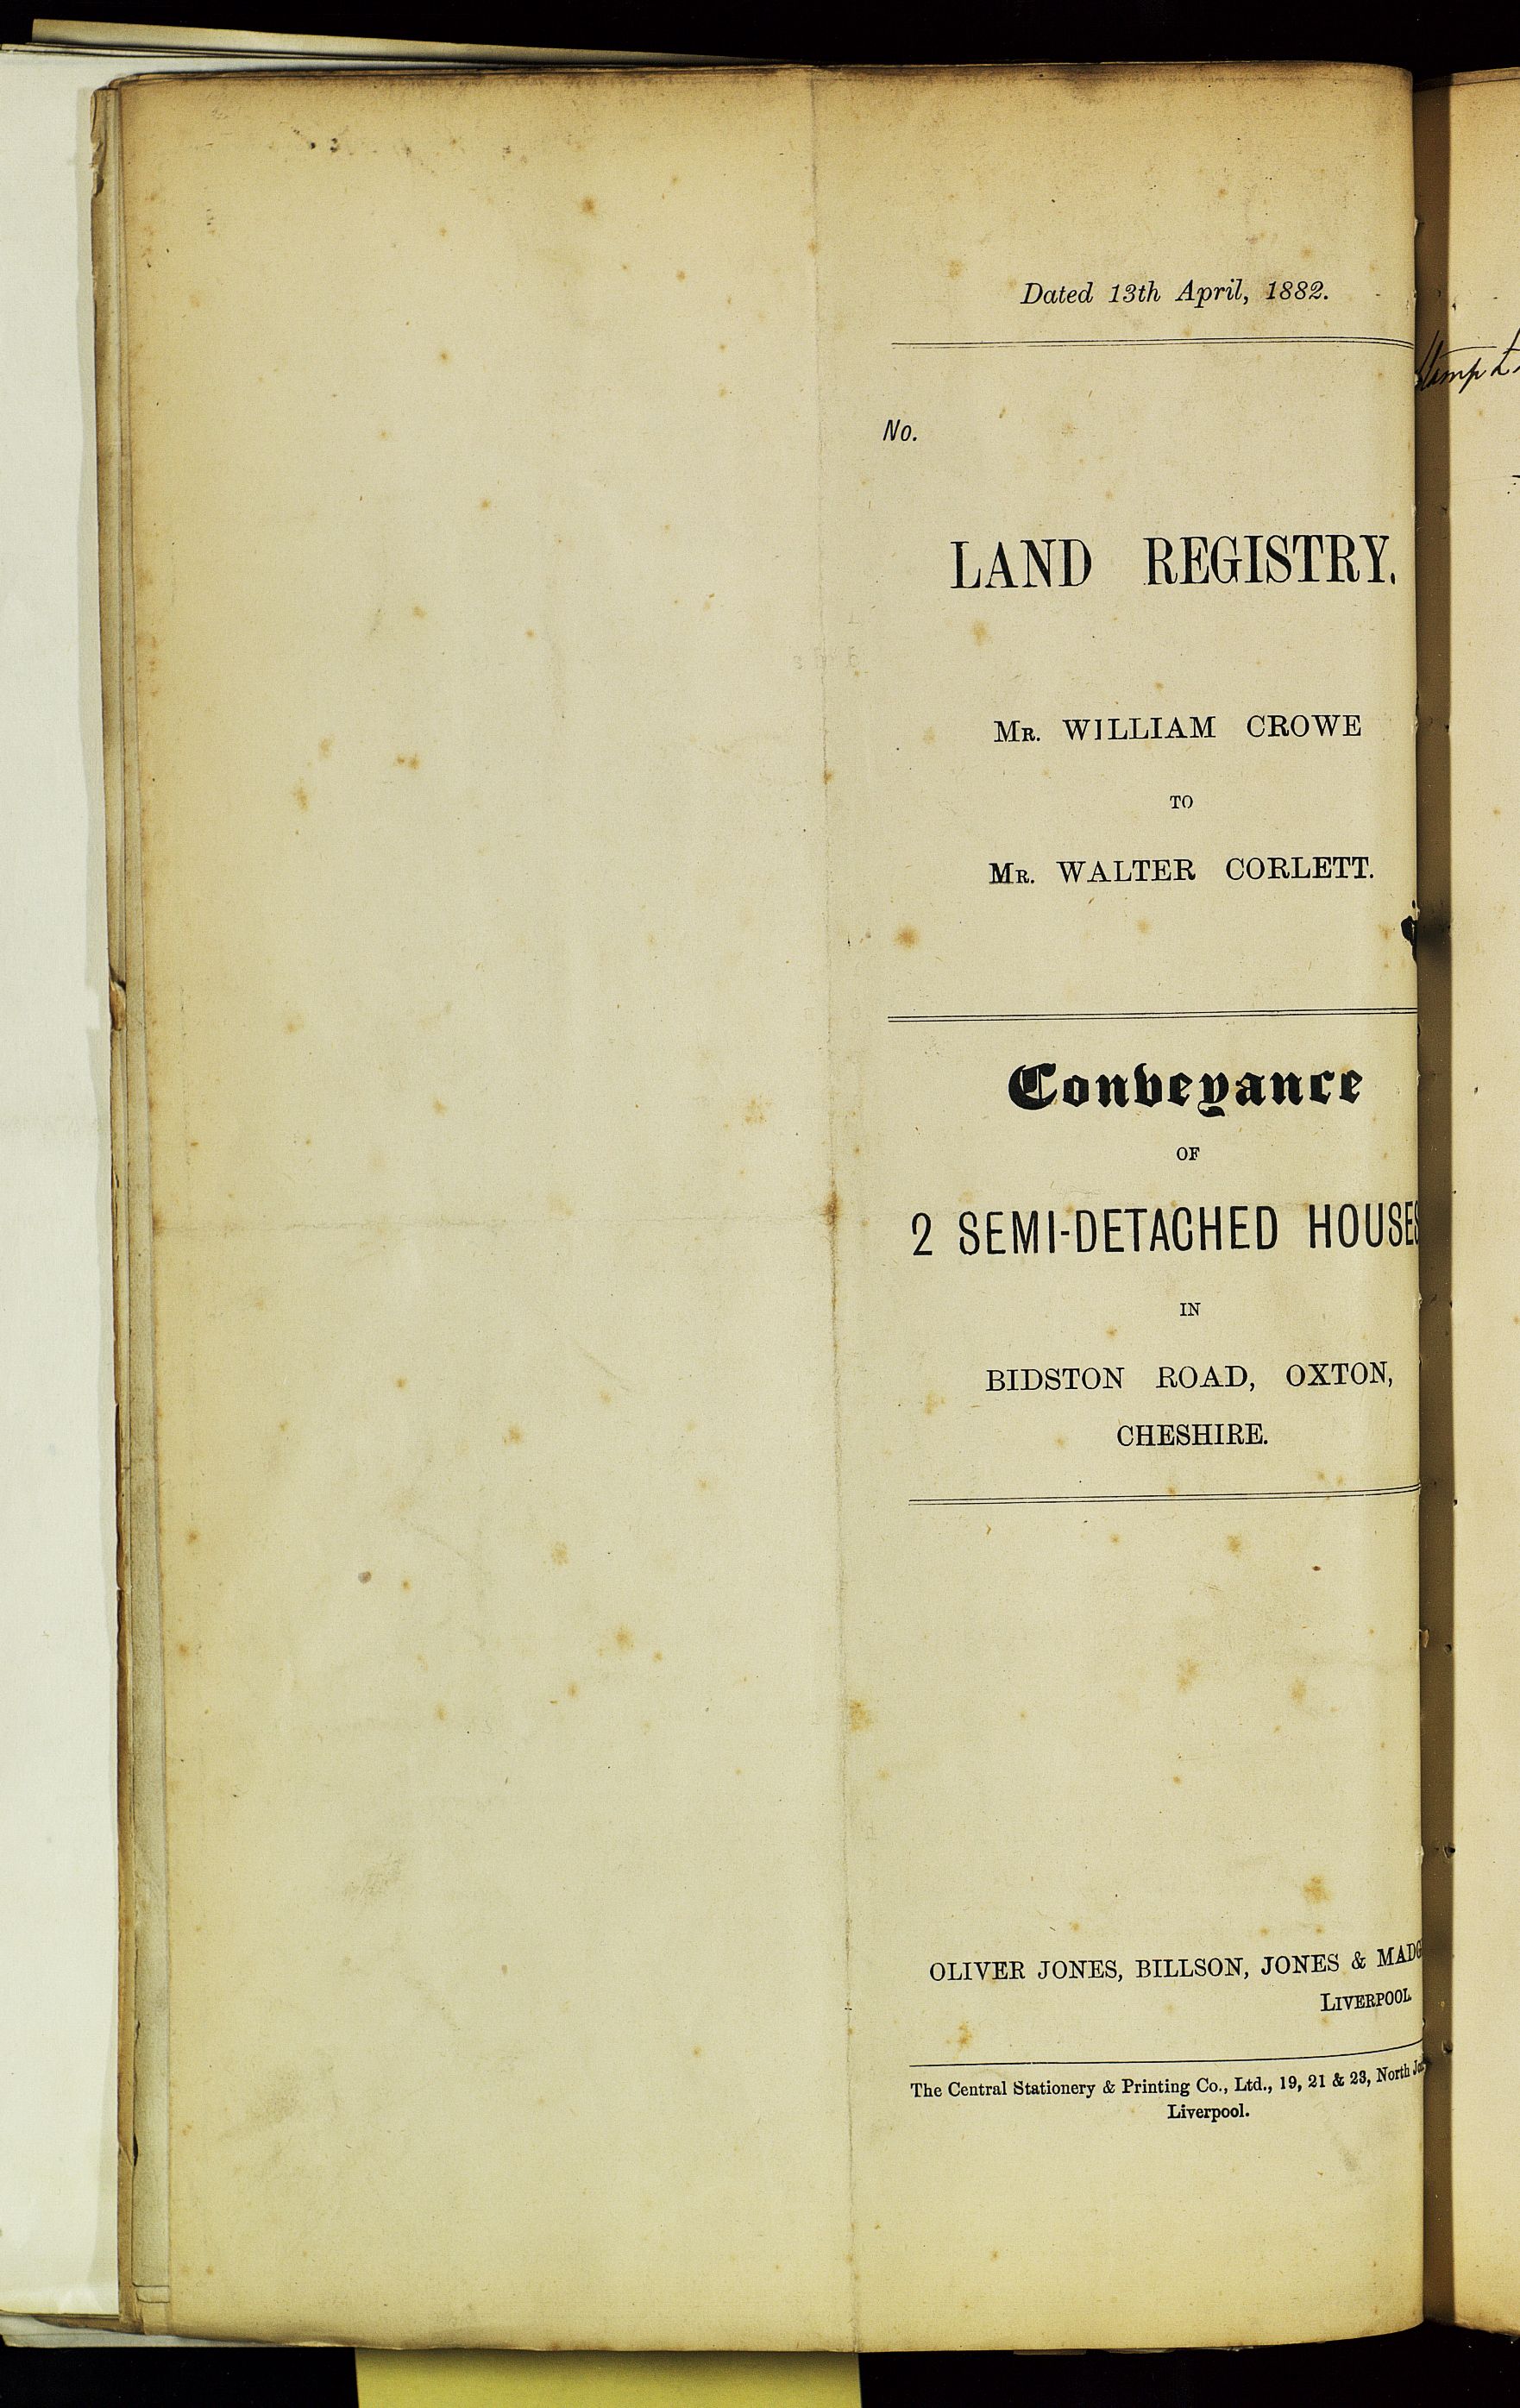 Dated 13th April, 1882.
No.
LAND REGISTRY.
MR. WILLIAM CROWE
TO
MR. WALTER CORLETT.
Conveyance
OF
2 SEMI-DETACHED HOUSES
IN
BIDSTON ROAD, OXTON,
CHESHIRE.
OLIVER JONES, BILLSON, JONES &
LIVERPOOL
The Central Stationery & Printing Co., Ltd., 19, 21 & 23, North
Liverpool.